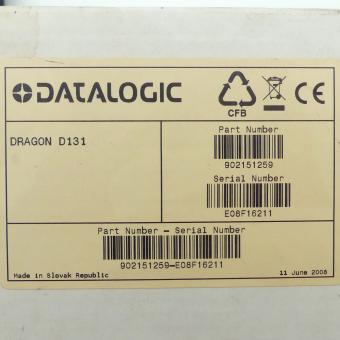 DATALOGIC
CFB
CE
DRAGON D131
Part Number
902151259
Serial Number
E08F16211
Part Number - Serial Number
902151259-E08F16211
Made in Slovak Republic
11 June 2008